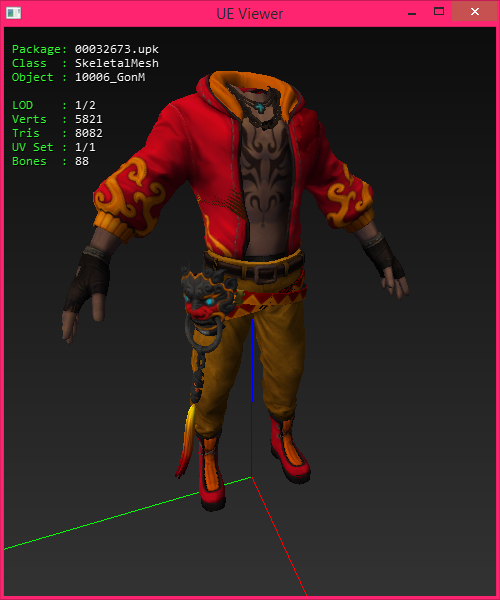 UE Viewer
Package: 00032673.upk
Class : SkeletalMesh
Object : 10006_GonM
LOD : 1/2
Verts : 5821
Tris : 8082
UV Set : 1/1
Bones : 88